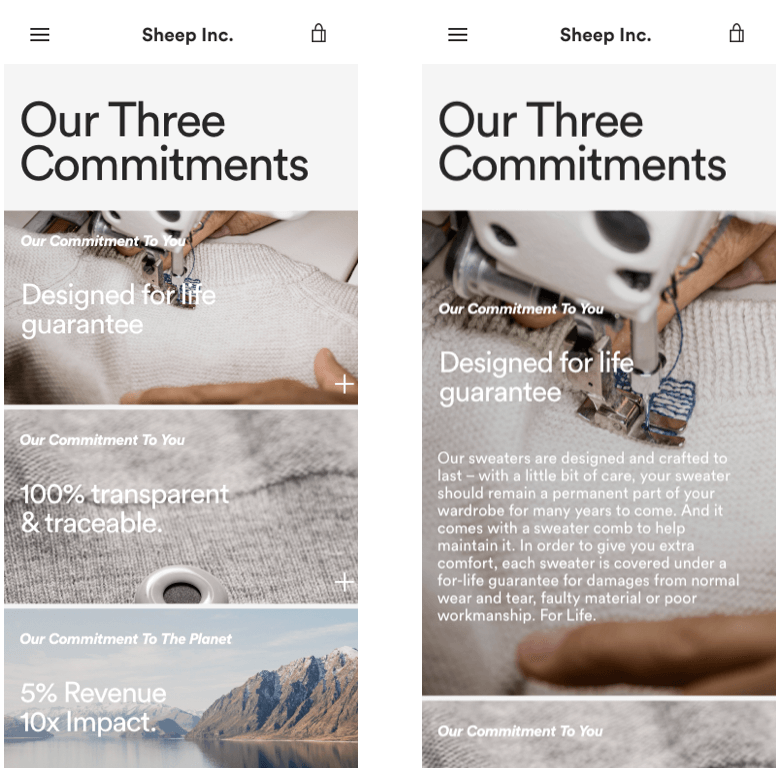 Sheep Inc.
Our Three
Commitments
Our Commitment To You
Designed for life
guarantee
Our Commitment To You
100% transparent
& traceable.
Our Commitment To The Planet
5% Revenue
10x Impact.
Sheep Inc.
Our Three
Commitments
Our Commitment To You
Designed for life
guarantee
Our sweaters are designed and crafted to
last – with a little bit of care, your sweater
should remain a permanent part of your
wardrobe for many years to come. And it
comes with a sweater comb to help
maintain it. In order to give you extra
comfort, each sweater is covered under a
for-life guarantee for damages from normal
wear and tear, faulty material or poor
workmanship. For Life.
Our Commitment To You